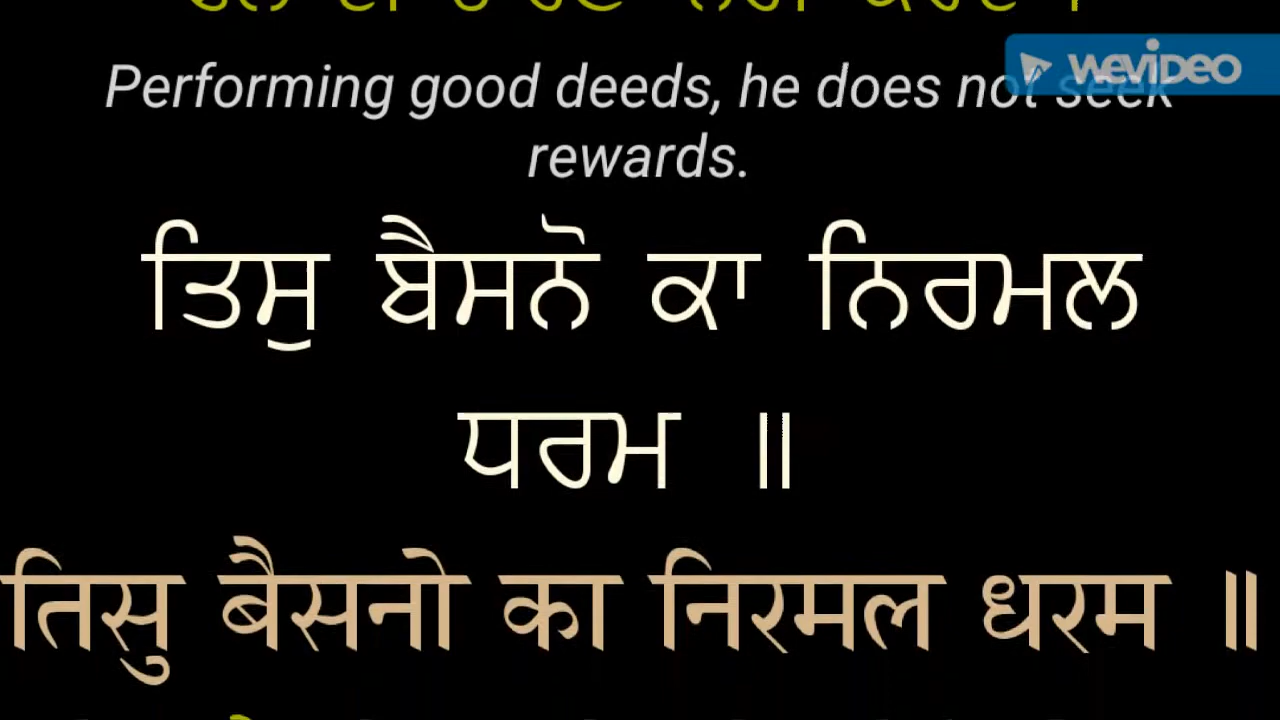 Performing good deeds, he does not seek
rewards.
wevideo
ਤਿਸੁ ਬੈਸਨੋ ਕਾ ਨਿਰਮਲ
ਧਰਮ ॥
तिसु बैसनो का निरमल धरम ॥